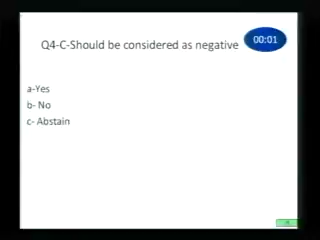 Q4-C-Should be considered as negative
00:01
a-Yes
b- No
c- Abstain